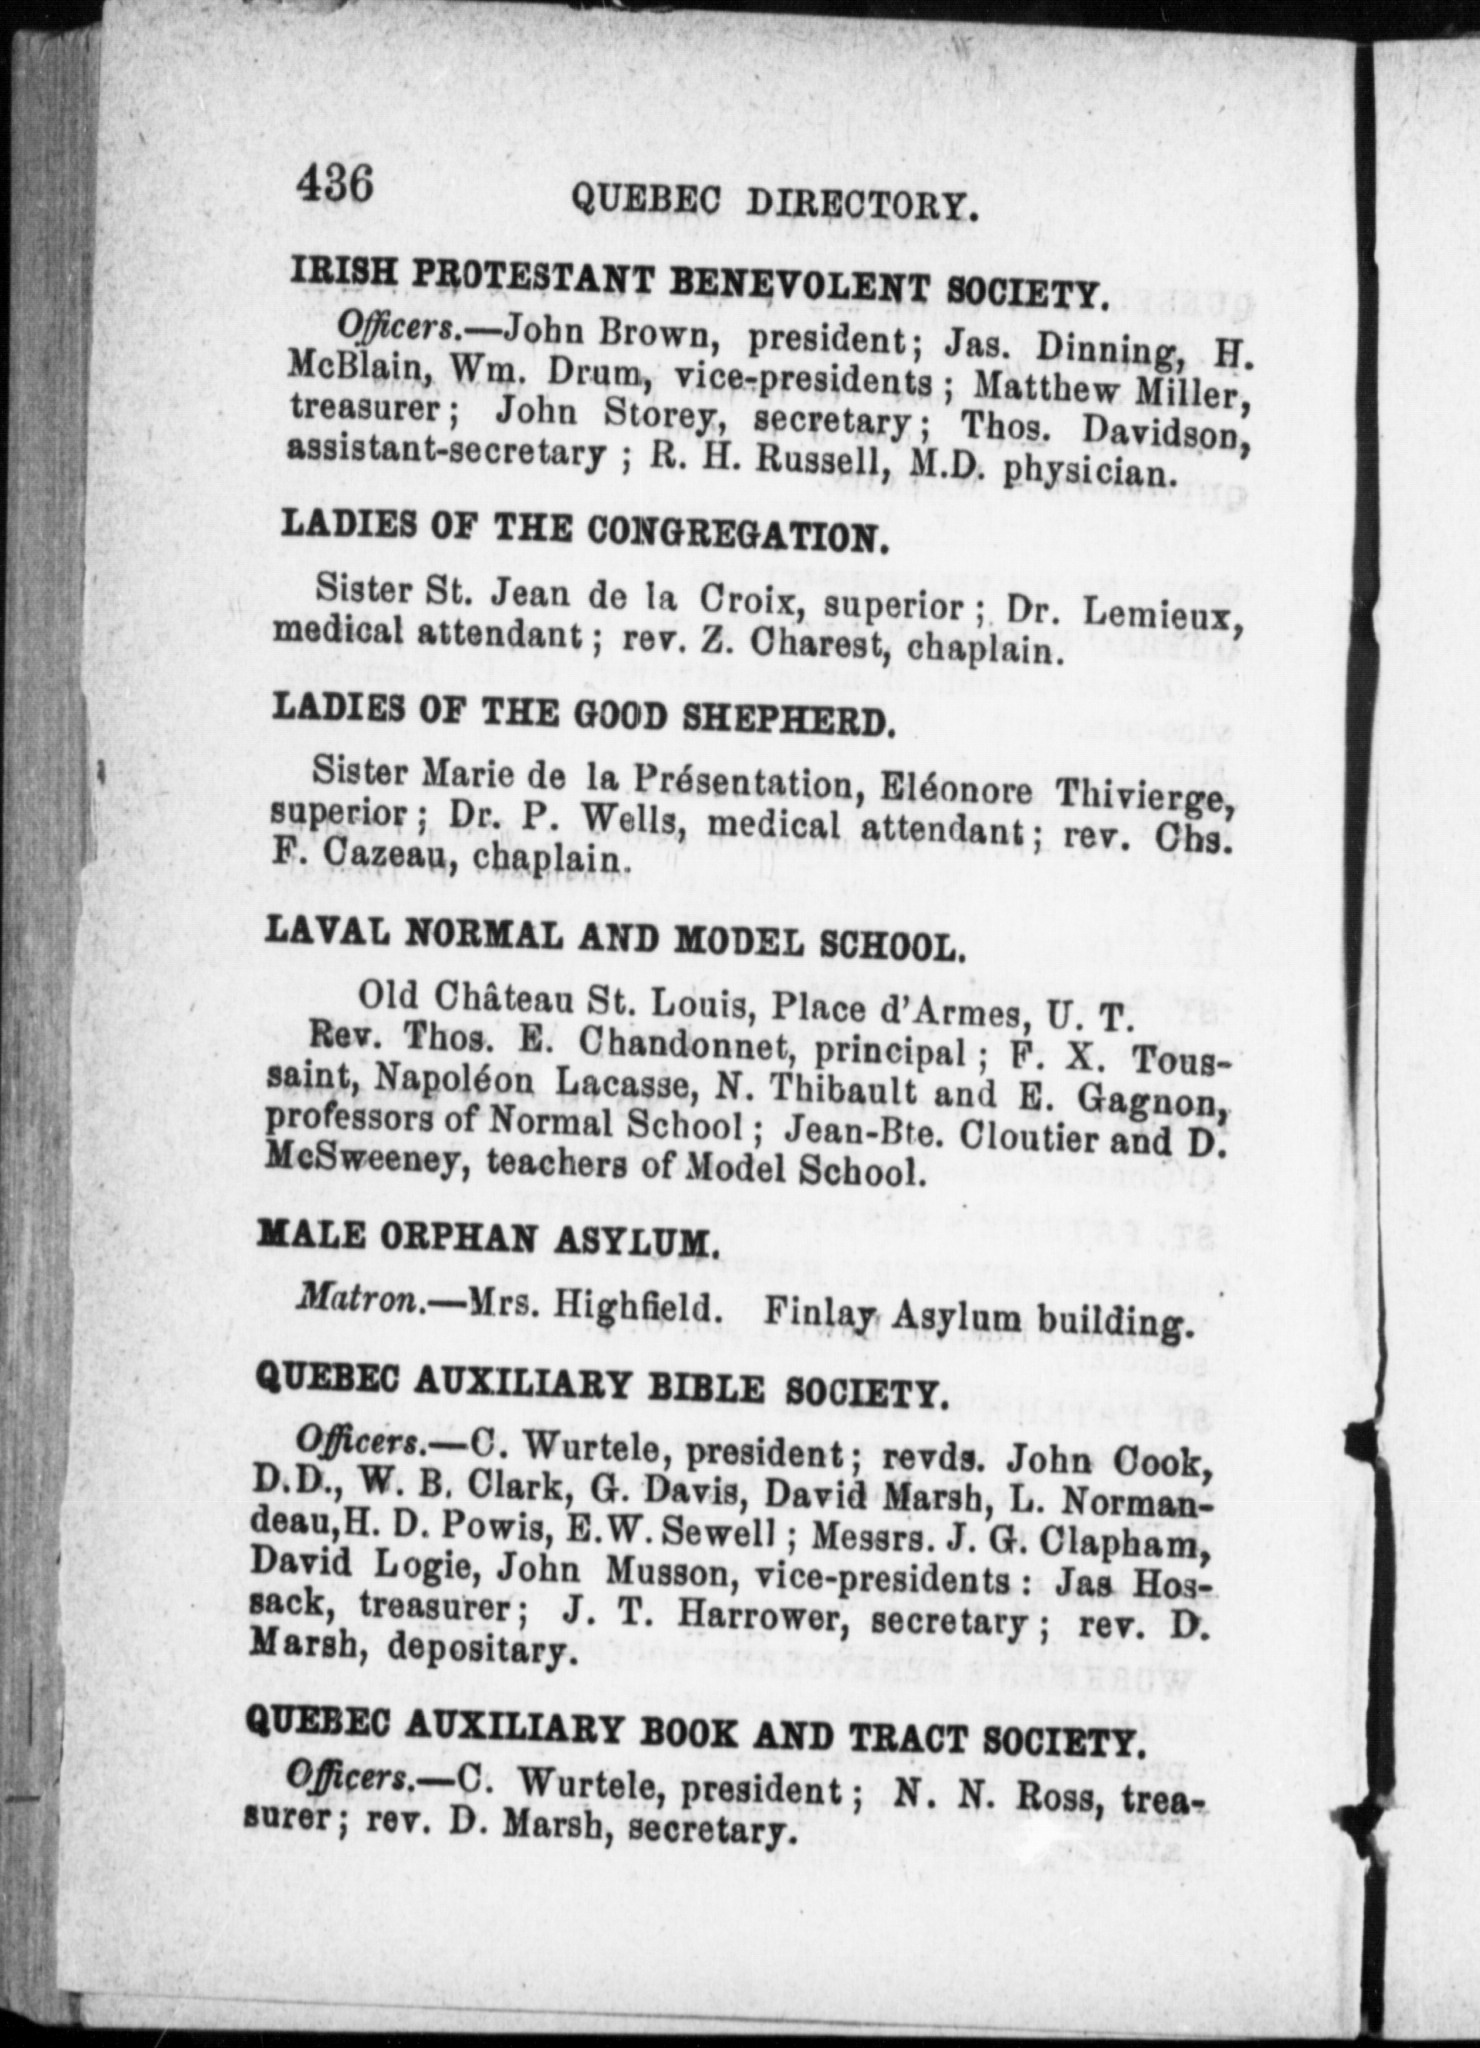 436
QUEBEC DIRECTORY.
IRISH PROTESTANT BENEVOLENT SOCIETY.
Officers.—John Brown, president; Jas. Dinning, H.
McBlain, Wm. Drum, vice-presidents; Matthew Miller,
treasurer; John Storey, secretary; Thos. Davidson,
assistant-secretary; R. H. Russell, M.D. physician.
LADIES OF THE CONGREGATION.
Sister St. Jean de la Croix, superior; Dr. Lemieux,
medical attendant; rev. Z. Charest, chaplain.
LADIES OF THE GOOD SHEPHERD.
Sister Marie de la Présentation, Eléonore Thivierge,
superior; Dr. P. Wells, medical attendant; rev. Chs.
F. Cazeau, chaplain.
LAVAL NORMAL AND MODEL SCHOOL.
Old Château St. Louis, Place d'Armes, U. T.
Rev. Thos. E. Chandonnet, principal; F. X. Tous-
saint, Napoléon Lacasse, N. Thibault and E. Gagnon,
professors of Normal School; Jean-Bte. Cloutier and D.
McSweeney, teachers of Model School.
MALE ORPHAN ASYLUM.
Matron.—Mrs. Highfield. Finlay Asylum building.
QUEBEC AUXILIARY BIBLE SOCIETY.
Officers.—C. Wurtele, president; revds. John Cook,
D.D., W. B. Clark, G. Davis, David Marsh, L. Norman-
deau, H. D. Powis, E. W. Sewell; Messrs. J. G. Clapham,
David Logie, John Musson, vice-presidents: Jas Hos-
sack, treasurer; J. T. Harrower, secretary; rev. D.
Marsh, depositary.
QUEBEC AUXILIARY BOOK AND TRACT SOCIETY.
Officers.—C. Wurtele, president; N. N. Ross, trea-
surer; rev. D. Marsh, secretary.